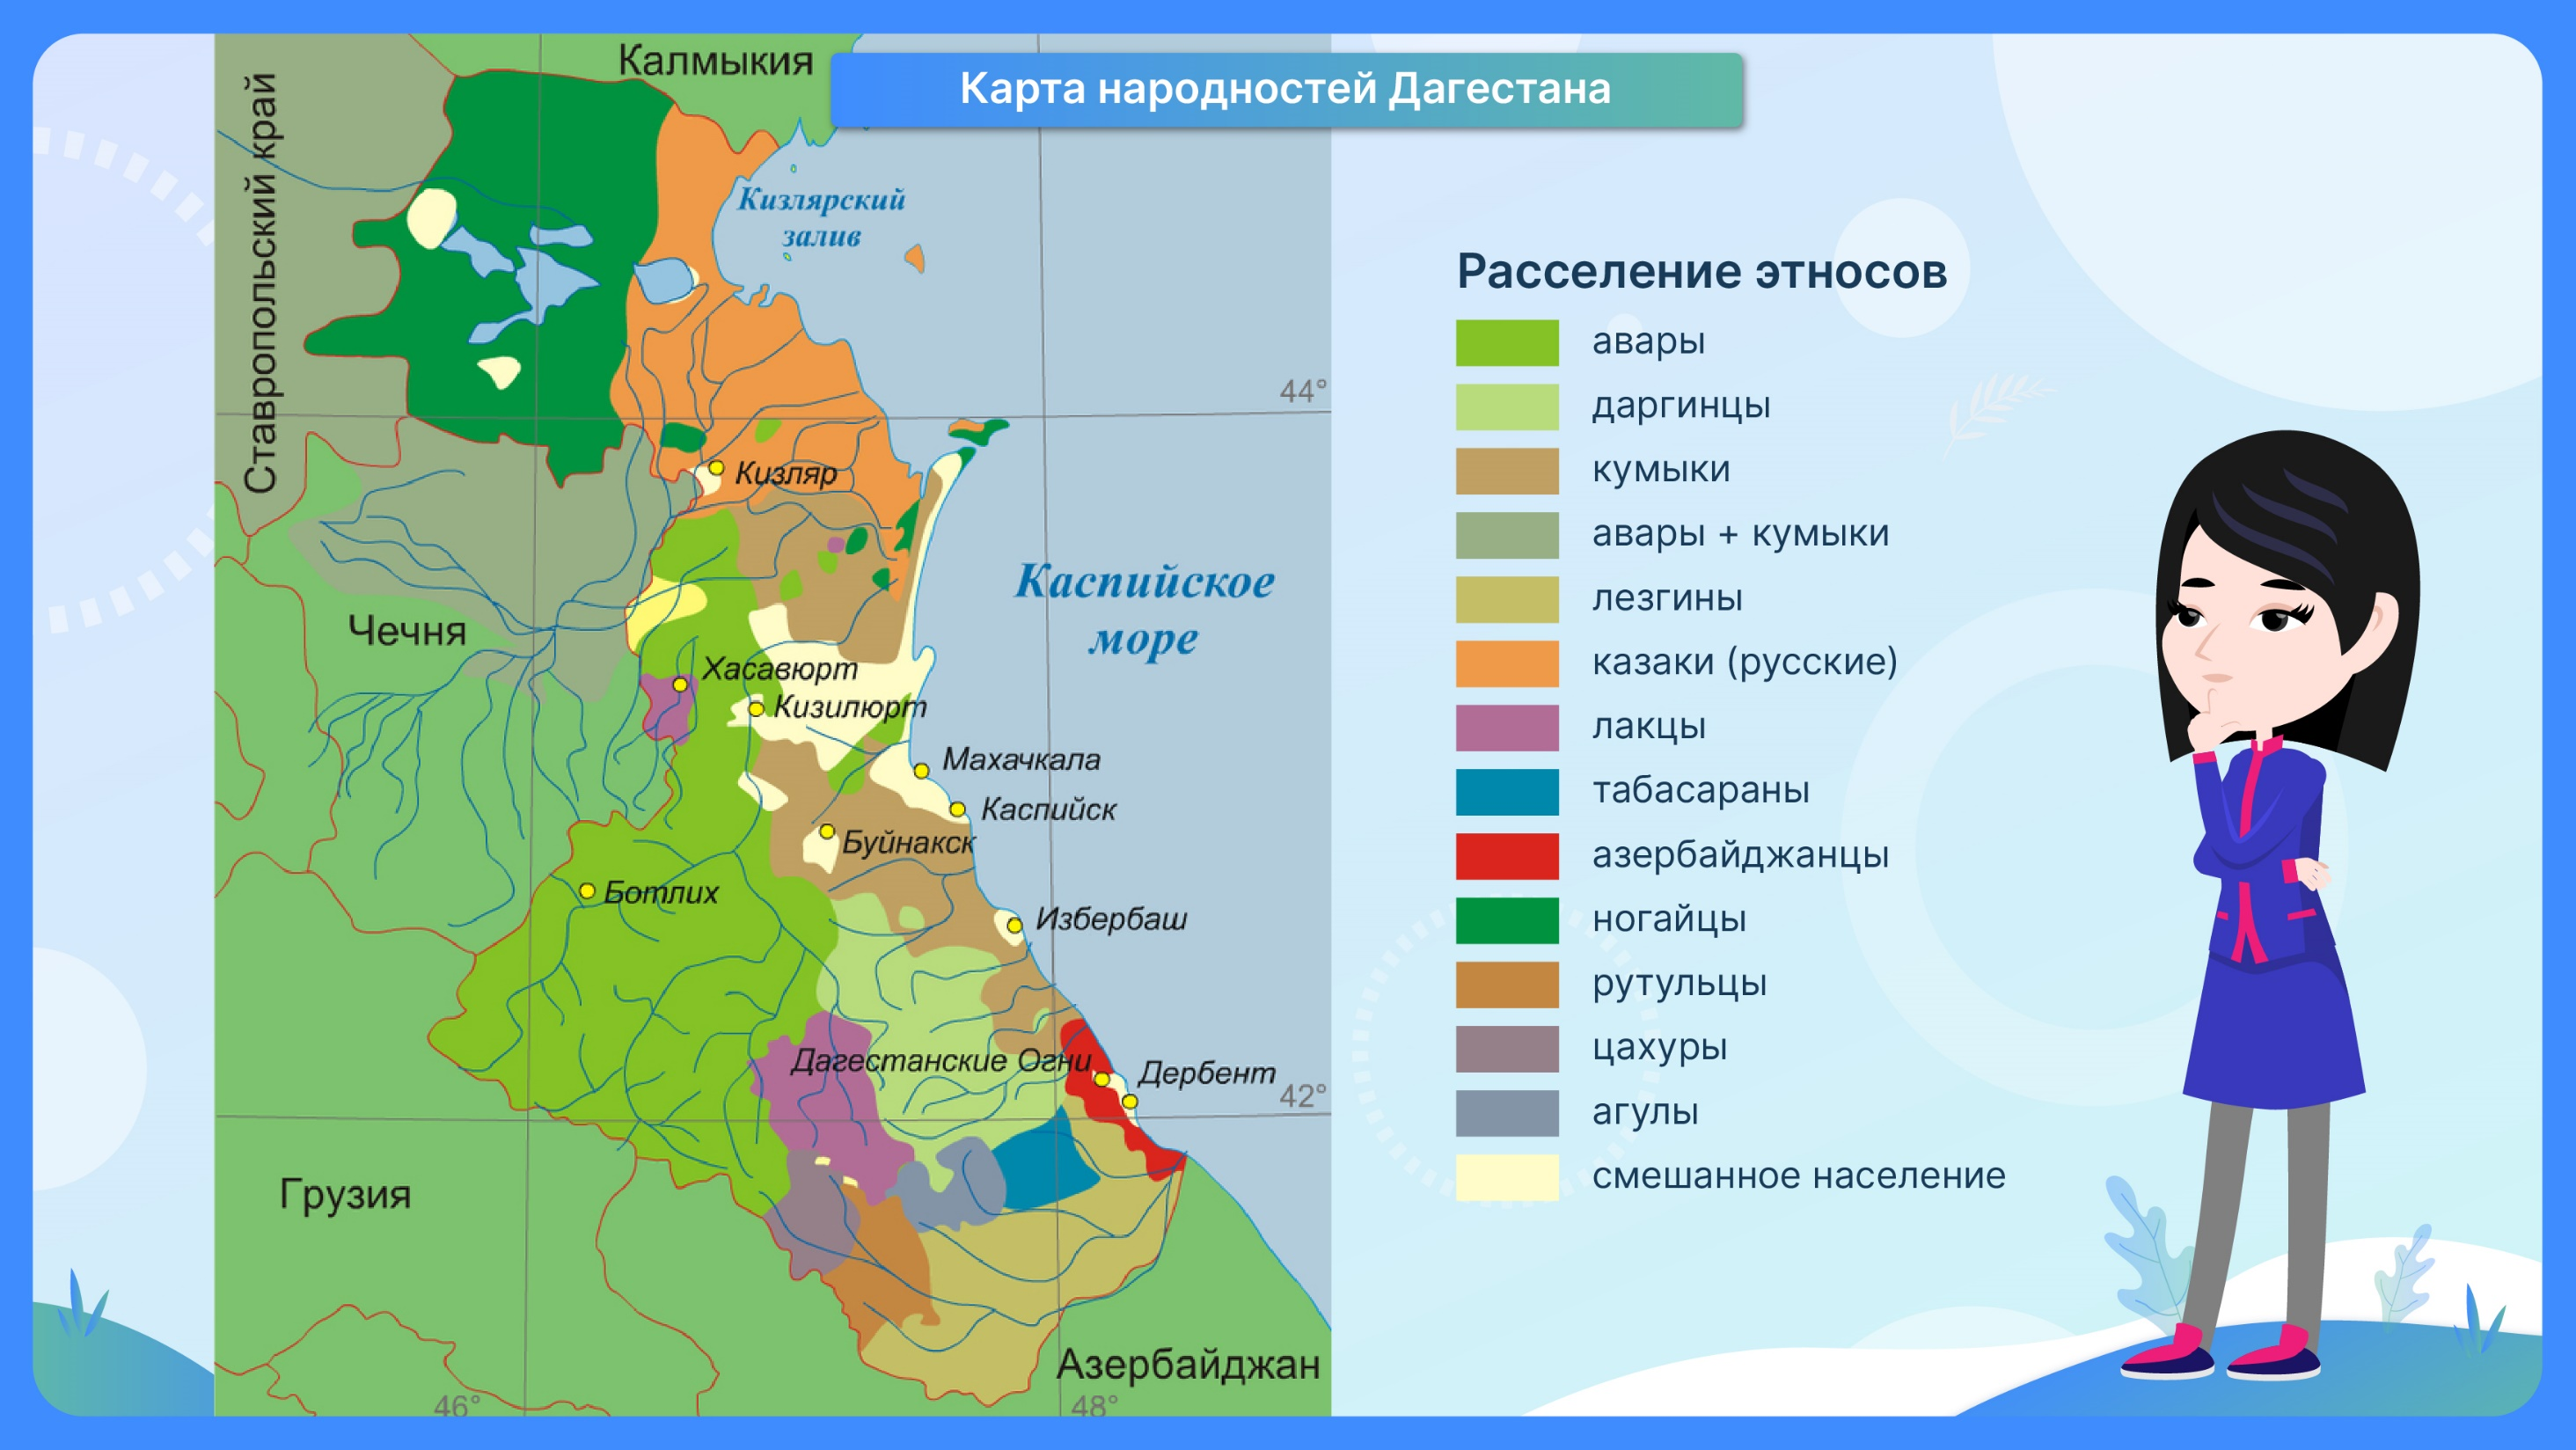 Карта народностей Дагестана
Калмыкия
Ставропольский край
Кизлярский
залив
44°
Кизляр
Каспийское
море
Чечня
Хасавюрт
Кизилюрт
Махачкала
Каспийск
Буйнакск
Ботлих
Избербаш
Дагестанские Огни
Дербент
42°
Грузия
Азербайджан
46°
48°
Расселение этносов
авары
даргинцы
кумыки
авары + кумыки
лезгины
казаки (русские)
лакцы
табасараны
азербайджанцы
ногайцы
рутульцы
цахуры
агулы
смешанное население